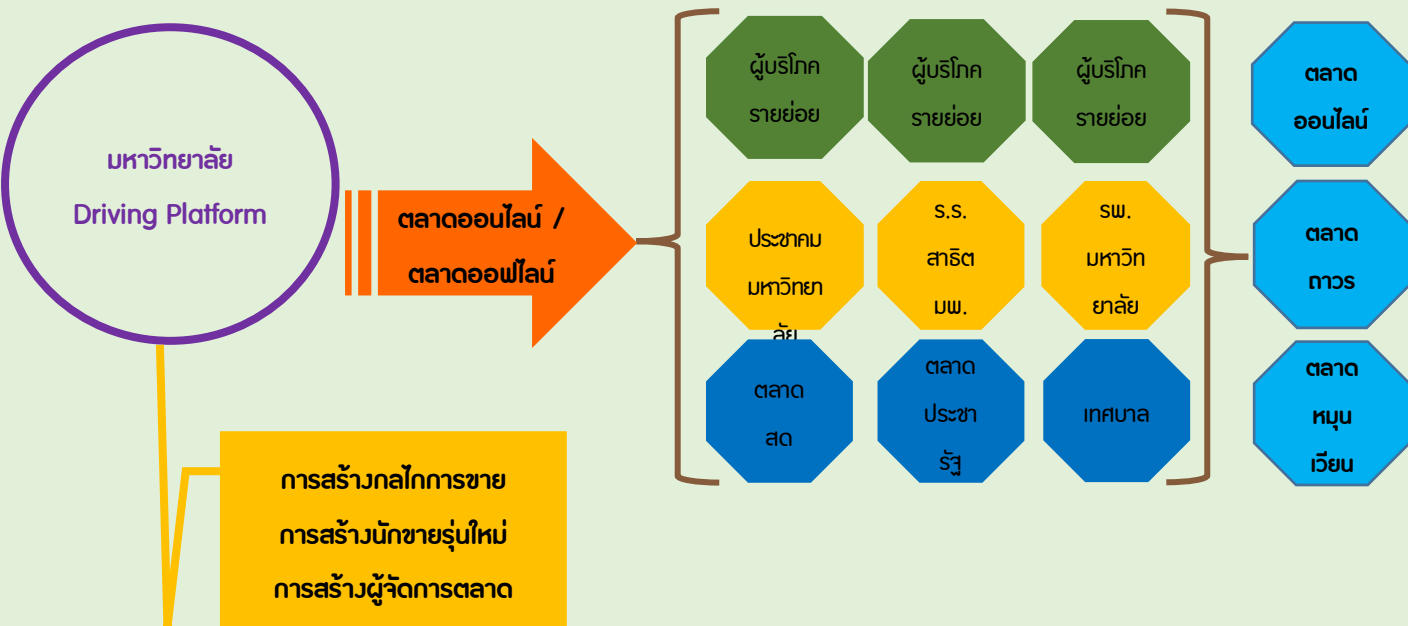 มหาวิทยาลัย
Driving Platform
ตลาดออนไลน์ /
ตลาดออฟไลน์
การสร้างกลไกการขาย
การสร้างนักขายรุ่นใหม่
การสร้างผู้จัดการตลาด
ผู้บริโภค
รายย่อย
ผู้บริโภค
รายย่อย
ผู้บริโภค
รายย่อย
ประชาคม
มหาวิทยา
ลัย
ร.ร.
สาธิต
มพ.
รพ.
มหาวิท
ยาลัย
ตลาด
สด
ตลาด
ประชา
รัฐ
เทศบาล
ตลาด
ออนไลน์
ตลาด
ถาวร
ตลาด
หมุน
เวียน